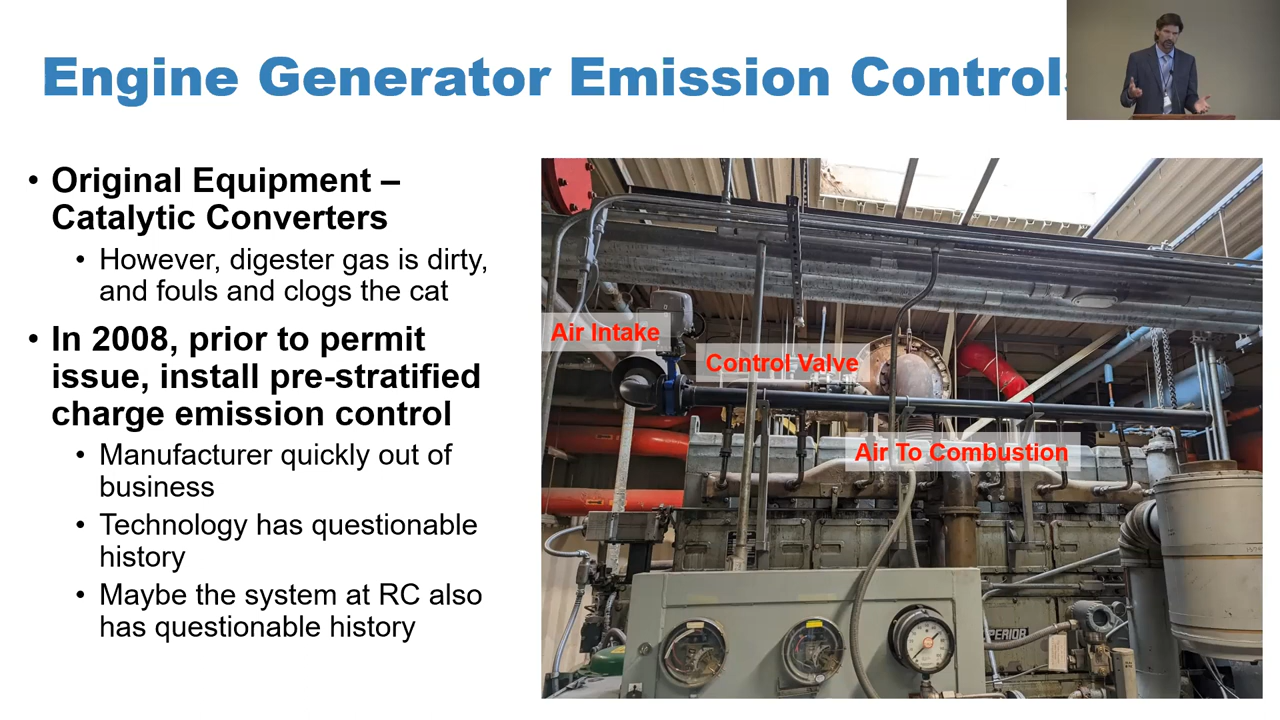 Engine Generator Emission Controls
• Original Equipment –
Catalytic Converters
• However, digester gas is dirty,
and fouls and clogs the cat
• In 2008, prior to permit
issue, install pre-stratified
charge emission control
• Manufacturer quickly out of
business
• Technology has questionable
history
• Maybe the system at RC also
has questionable history
Air Intake
Control Valve
Air To Combustion
PERIOR